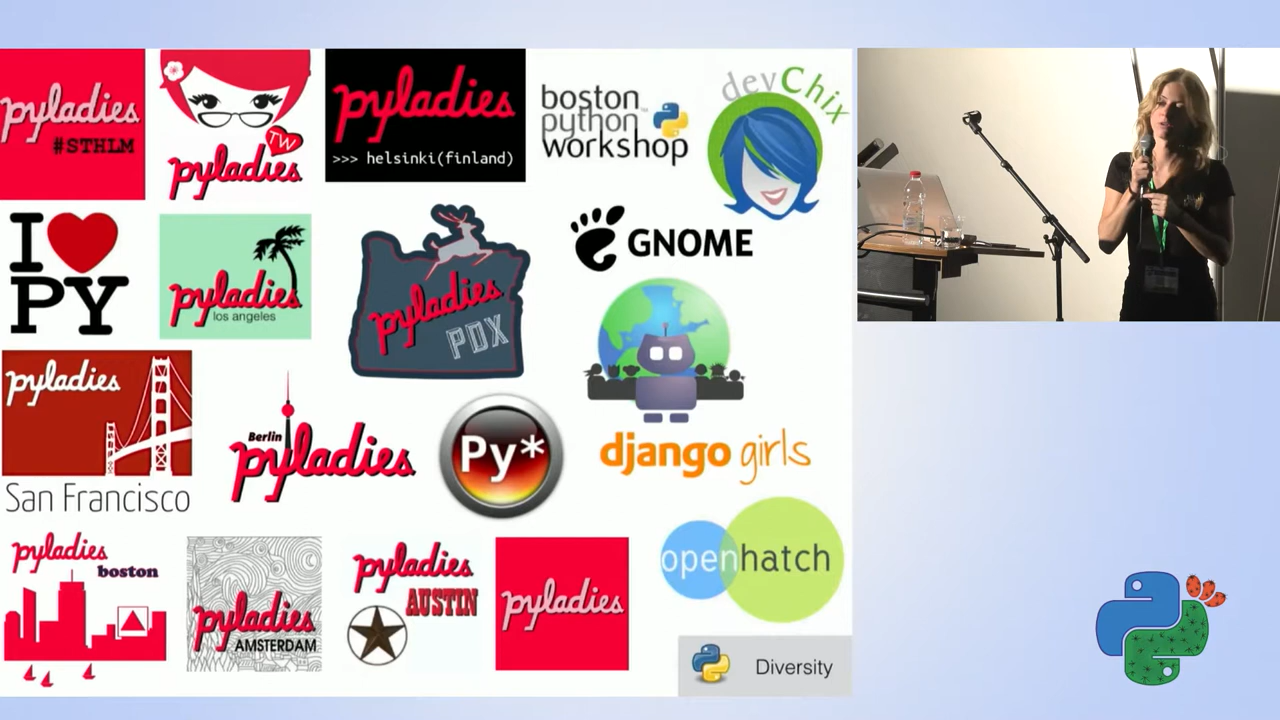 pyladies
#STHLM
TW
pyladies
pyladies
>>> helsinki(finland)
boston
python
workshop
devChix
I
PY
pyladies
los angeles
pyladies
PDX
GNOME
pyladies
San Francisco
Berlin
pyladies
Py*
django girls
pyladies
boston
pyladies
AMSTERDAM
pyladies
AUSTIN
pyladies
openhatch
Diversity